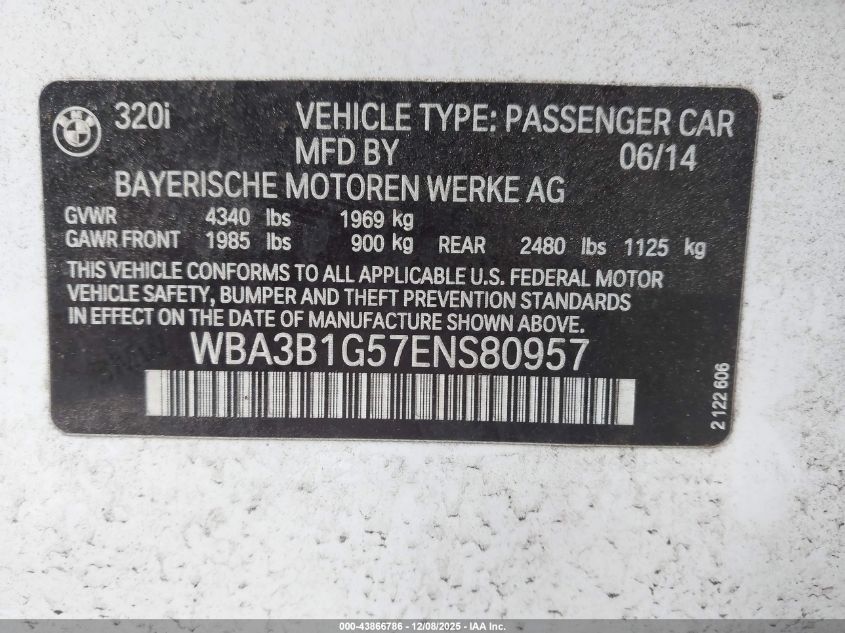 BMW
320i VEHICLE TYPE: PASSENGER CAR
MFD BY 06/14
BAYERISCHE MOTOREN WERKE AG
GVWR 4340 lbs 1969 kg
GAWR FRONT 1985 lbs 900 kg REAR 2480 lbs 1125 kg
THIS VEHICLE CONFORMS TO ALL APPLICABLE U.S. FEDERAL MOTOR
VEHICLE SAFETY, BUMPER AND THEFT PREVENTION STANDARDS
IN EFFECT ON THE DATE OF MANUFACTURE SHOWN ABOVE.
WBA3B1G57ENS80957
2 122 606
000-43866786 - 12/08/2025 - IAA Inc.